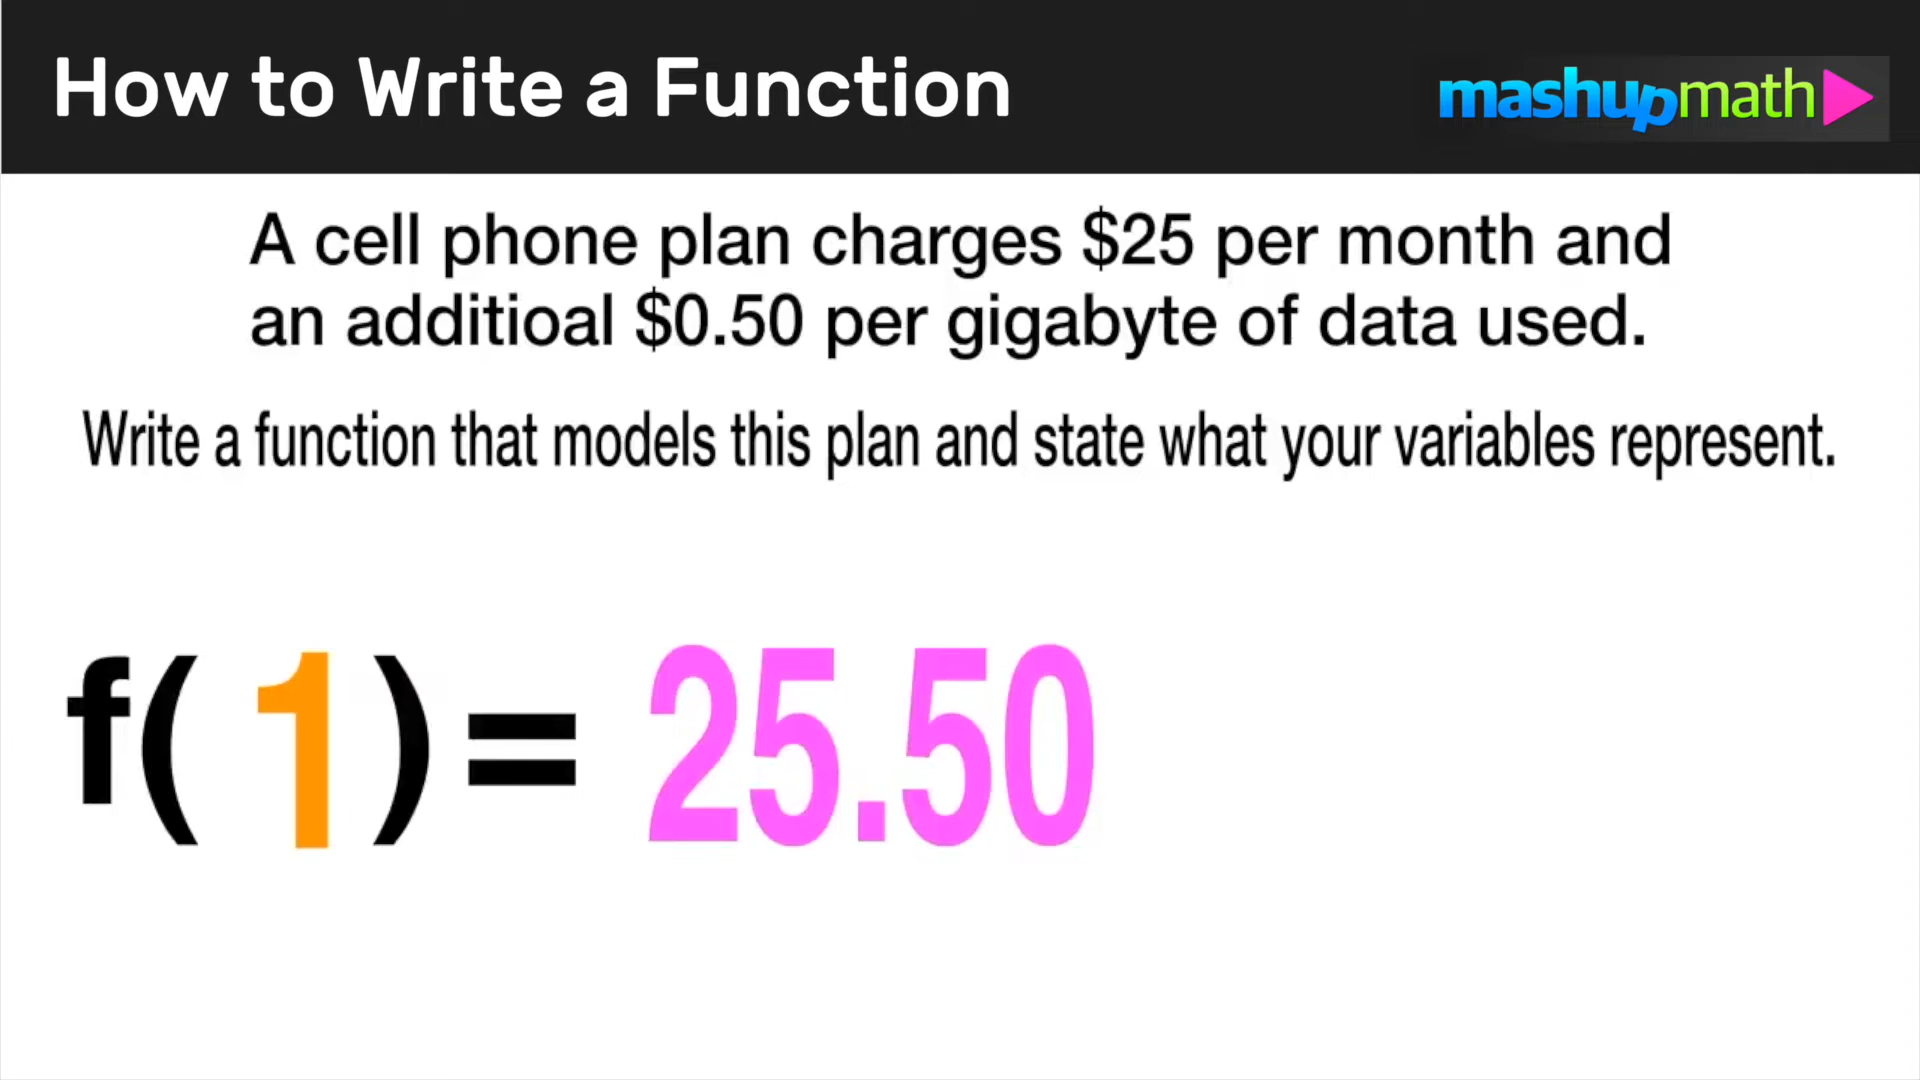 How to Write a Function
mashupmath
A cell phone plan charges $25 per month and
an additioal $0.50 per gigabyte of data used.
Write a function that models this plan and state what your variables represent.
f( 1 ) = 25.50